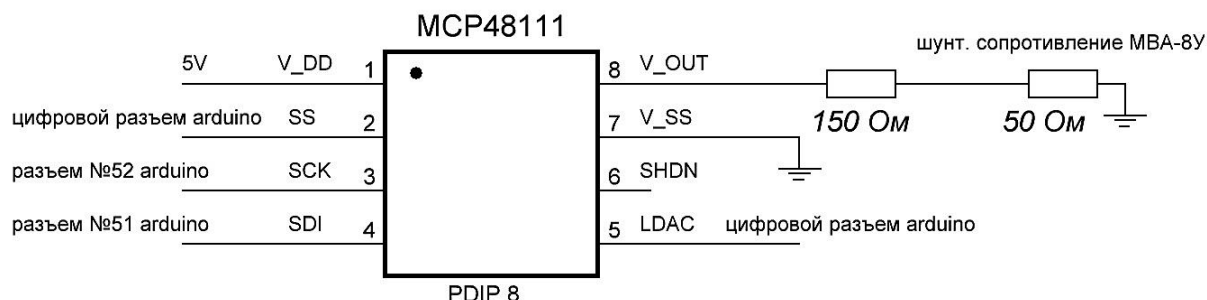 MCP48111
шунт. сопротивление МВА-8У
5V V_DD 1
8 V_OUT
150 Ом
50 Ом
цифровой разъем arduino SS 2
7 V_SS
разъем №52 arduino SCK 3
6 SHDN
разъем №51 arduino SDI 4
5 LDAC цифровой разъем arduino
PDIP 8